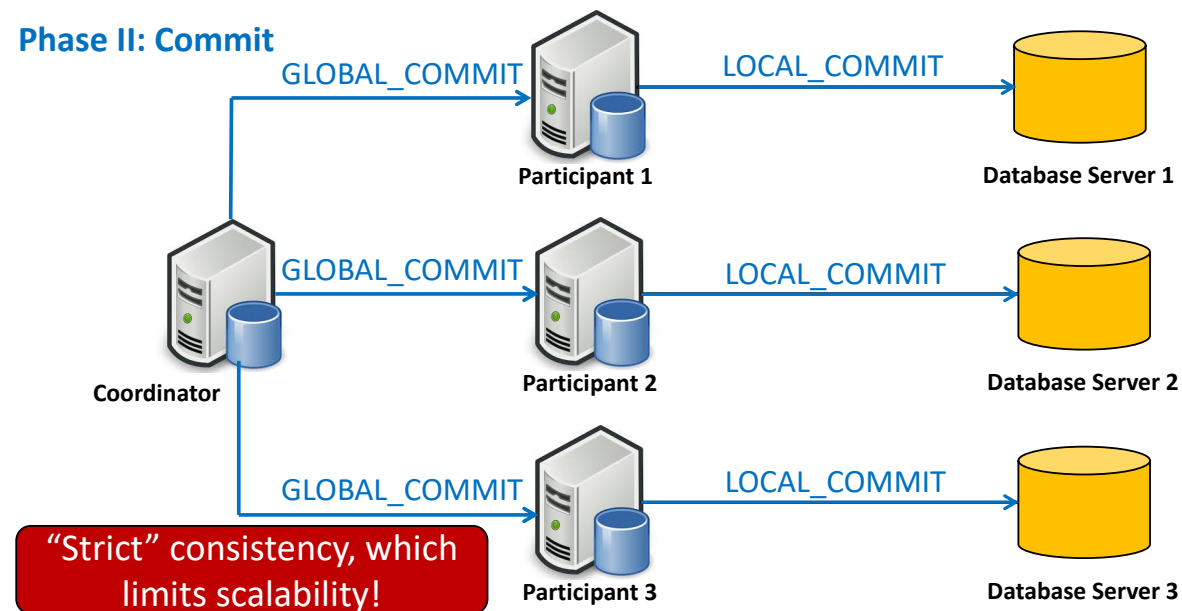 Phase II: Commit
GLOBAL_COMMIT
LOCAL_COMMIT
Participant 1
Database Server 1
GLOBAL_COMMIT
LOCAL_COMMIT
Coordinator
Participant 2
Database Server 2
GLOBAL_COMMIT
LOCAL_COMMIT
“Strict” consistency, which
limits scalability!
Participant 3
Database Server 3